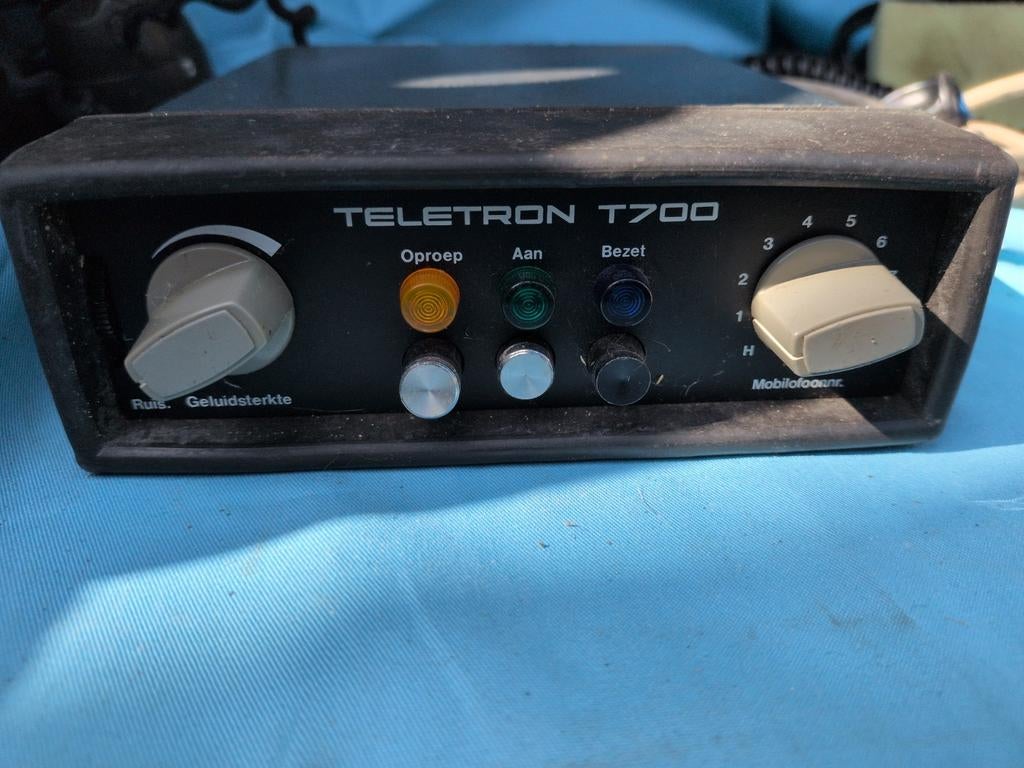 TELETRON T700
Oproep Aan Bezet
3 4 5 6
2
1
H
Ruis. Geluidsterkte
Mobilofoonnr.